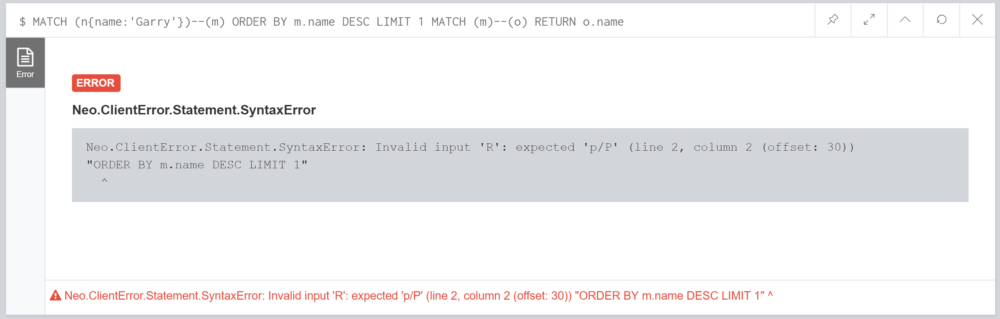 $ MATCH (n{name:'Garry'})--(m) ORDER BY m.name DESC LIMIT 1 MATCH (m)--(o) RETURN o.name
Error
ERROR
Neo.ClientError.Statement.SyntaxError
Neo.ClientError.Statement.SyntaxError: Invalid input 'R': expected 'p/P' (line 2, column 2 (offset: 30))
"ORDER BY m.name DESC LIMIT 1"
^
Neo.ClientError.Statement.SyntaxError: Invalid input 'R': expected 'p/P' (line 2, column 2 (offset: 30)) "ORDER BY m.name DESC LIMIT 1" ^